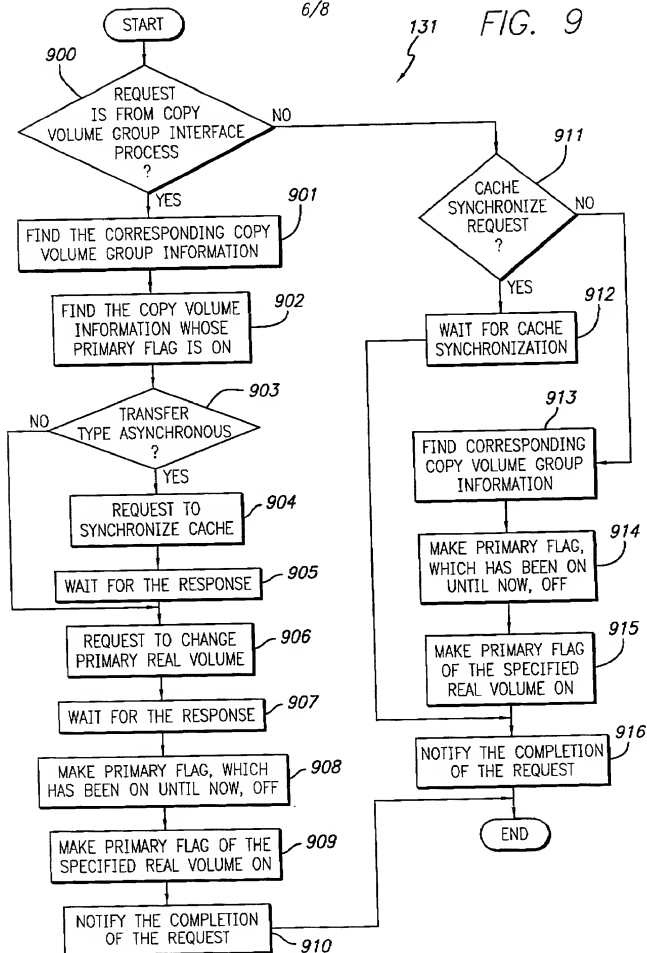 6/8
FIG. 9
131
START
900
REQUEST
IS FROM COPY
VOLUME GROUP INTERFACE
PROCESS
?
NO
YES
901
FIND THE CORRESPONDING COPY
VOLUME GROUP INFORMATION
902
FIND THE COPY VOLUME
INFORMATION WHOSE
PRIMARY FLAG IS ON
903
NO
TRANSFER
TYPE ASYNCHRONOUS
?
YES
904
REQUEST TO
SYNCHRONIZE CACHE
WAIT FOR THE RESPONSE
905
REQUEST TO CHANGE
PRIMARY REAL VOLUME
906
WAIT FOR THE RESPONSE
907
MAKE PRIMARY FLAG, WHICH
HAS BEEN ON UNTIL NOW, OFF
908
MAKE PRIMARY FLAG OF THE
SPECIFIED REAL VOLUME ON
909
NOTIFY THE COMPLETION
OF THE REQUEST
910
911
CACHE
SYNCHRONIZE
REQUEST
?
NO
YES
912
WAIT FOR CACHE
SYNCHRONIZATION
913
FIND CORRESPONDING
COPY VOLUME GROUP
INFORMATION
914
MAKE PRIMARY FLAG,
WHICH HAS BEEN ON
UNTIL NOW, OFF
915
MAKE PRIMARY FLAG
OF THE SPECIFIED
REAL VOLUME ON
916
NOTIFY THE COMPLETION
OF THE REQUEST
END